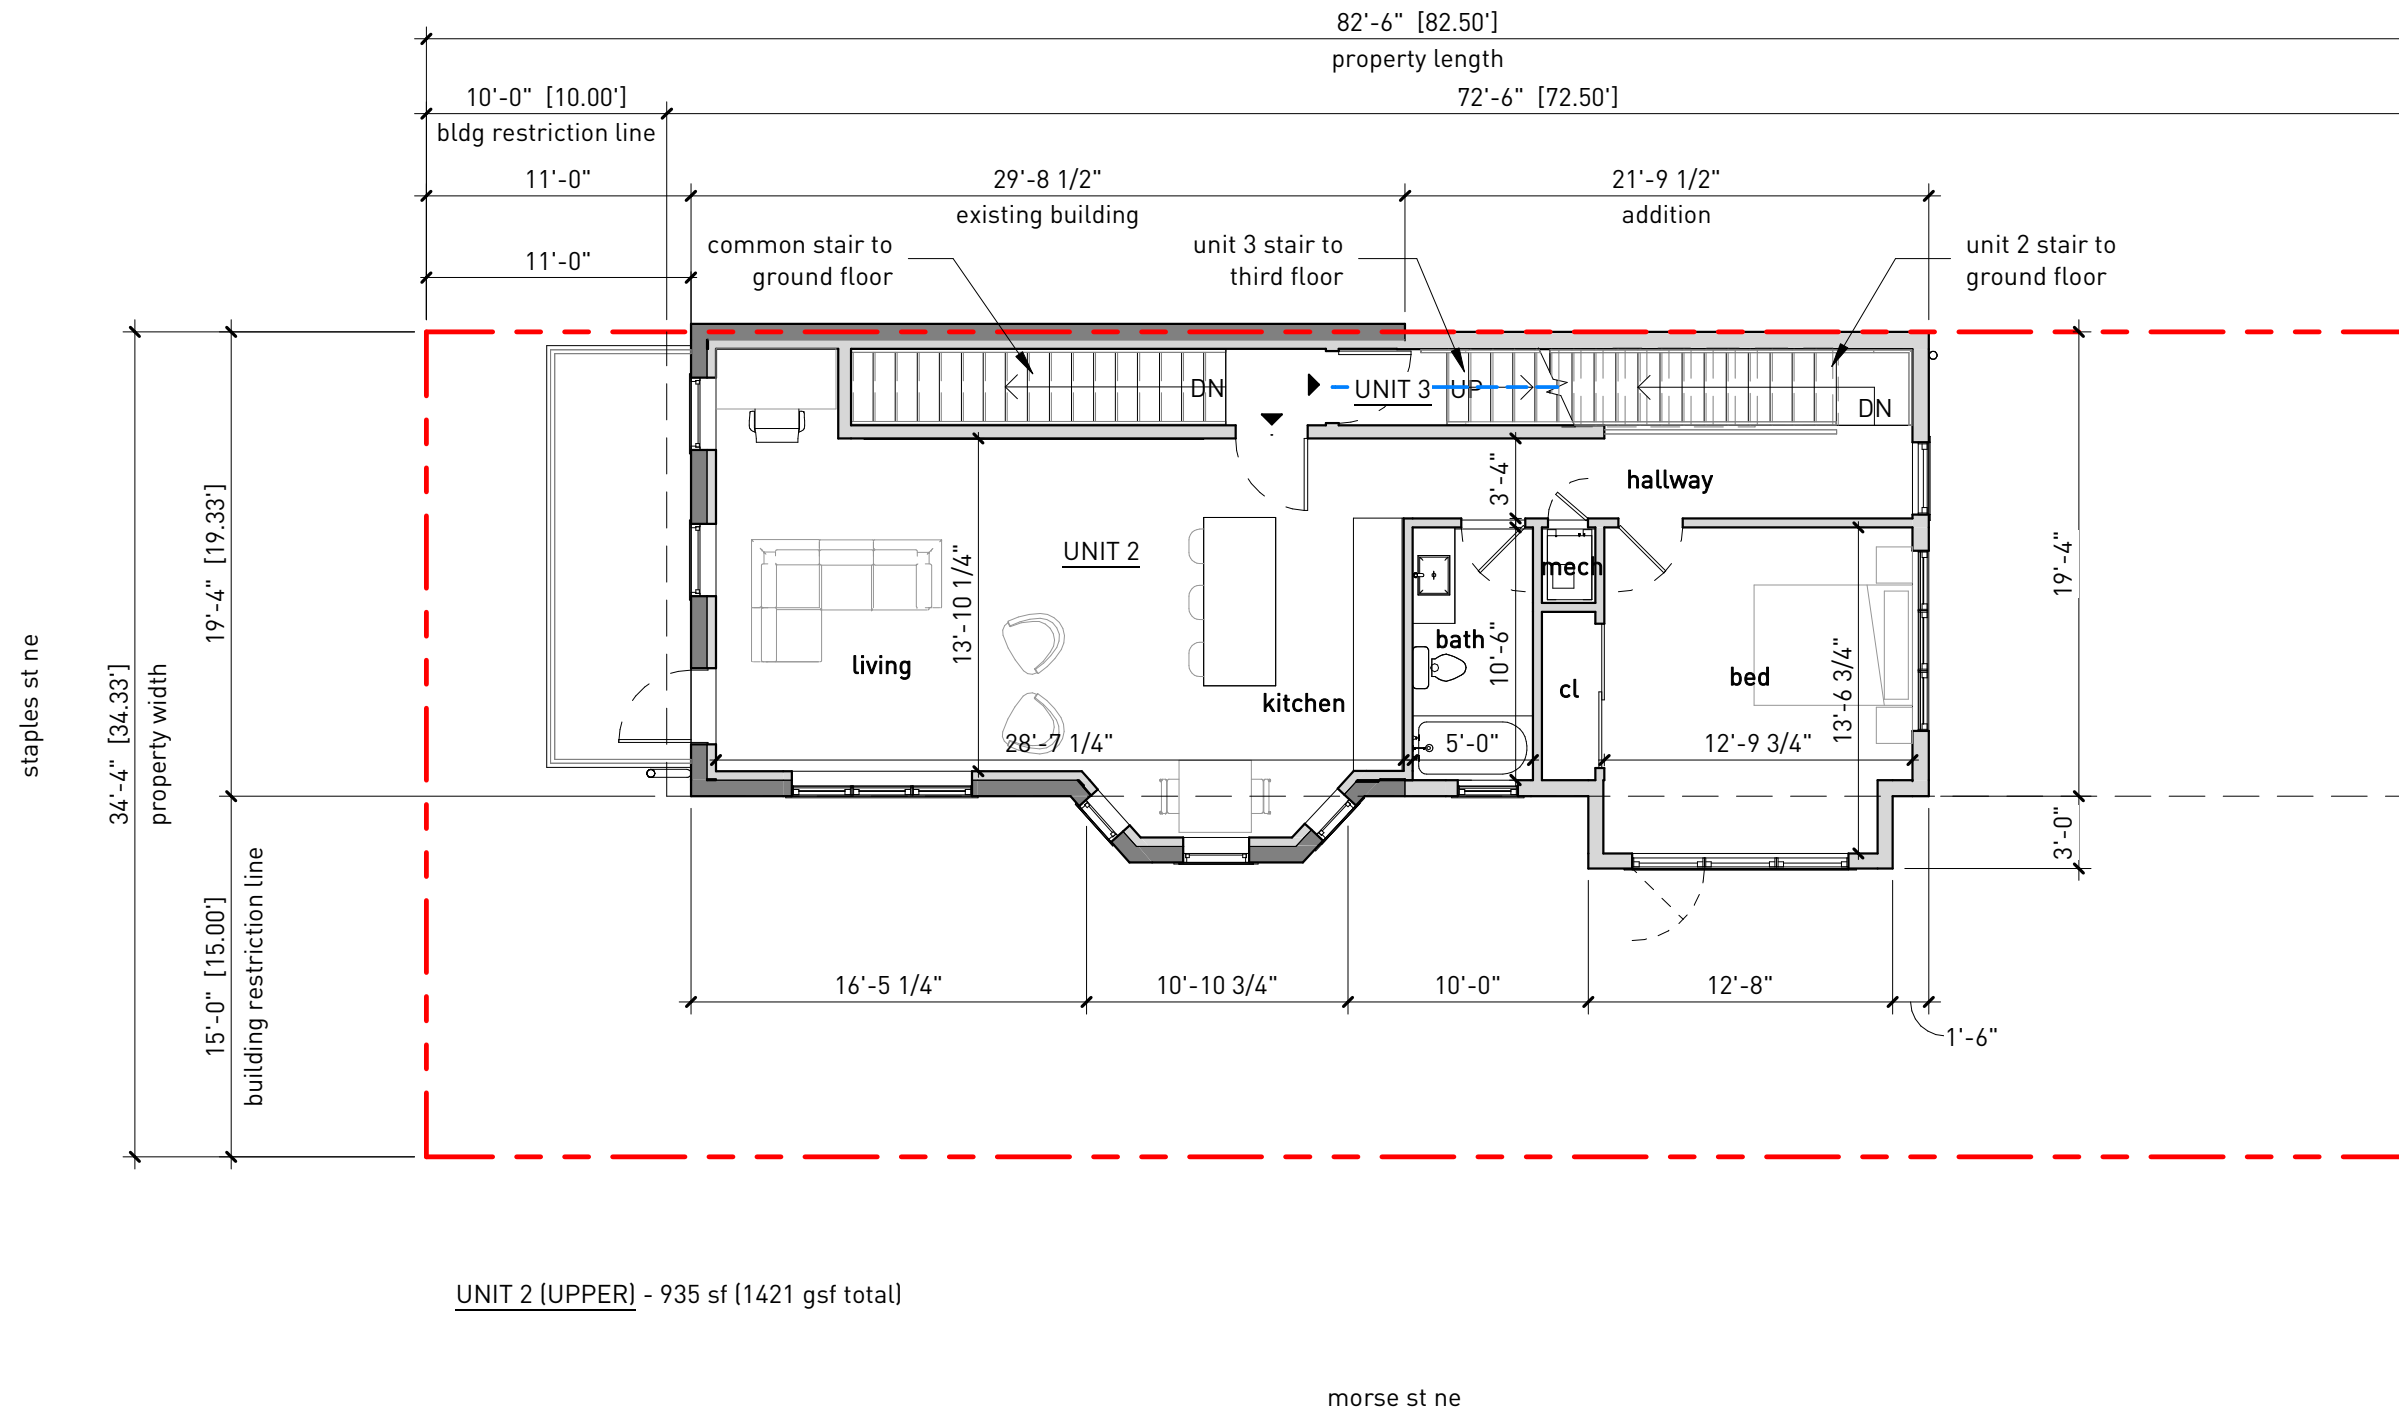 82'-6" [82.50']
property length
10'-0" [10.00']
72'-6" [72.50']
bldg restriction line
11'-0"
29'-8 1/2"
21'-9 1/2"
existing building
addition
common stair to
ground floor
unit 3 stair to
third floor
unit 2 stair to
ground floor
11'-0"
DN
UNIT 3
UP
DN
hallway
3'-4"
19'-4" [19.33']
UNIT 2
13'-10 1/4"
mech
19'-4"
living
bath
10'-6"
cl
bed
13'-6 3/4"
kitchen
staples st ne
34'-4" [34.33']
property width
28'-7 1/4"
5'-0"
12'-9 3/4"
3'-0"
15'-0" [15.00']
building restriction line
16'-5 1/4"
10'-10 3/4"
10'-0"
12'-8"
1'-6"
UNIT 2 (UPPER) - 935 sf (1421 gsf total)
morse st ne